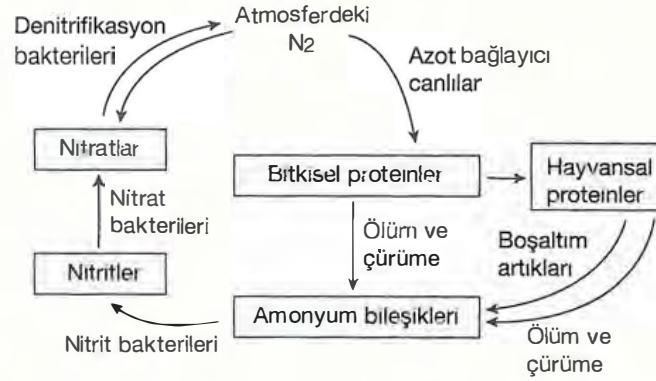 Denitrifikasyon
bakterileri
Atmosferdeki
N2
Azot bağlayıcı
canlılar
Nitratlar
Bitkisel proteinler
Hayvansal
proteinler
Nitrat
bakterileri
Ölüm ve
çürüme
Boşaltım
artıkları
Nitritler
Amonyum bileşikleri
Nitrit bakterileri
Ölüm ve
çürüme